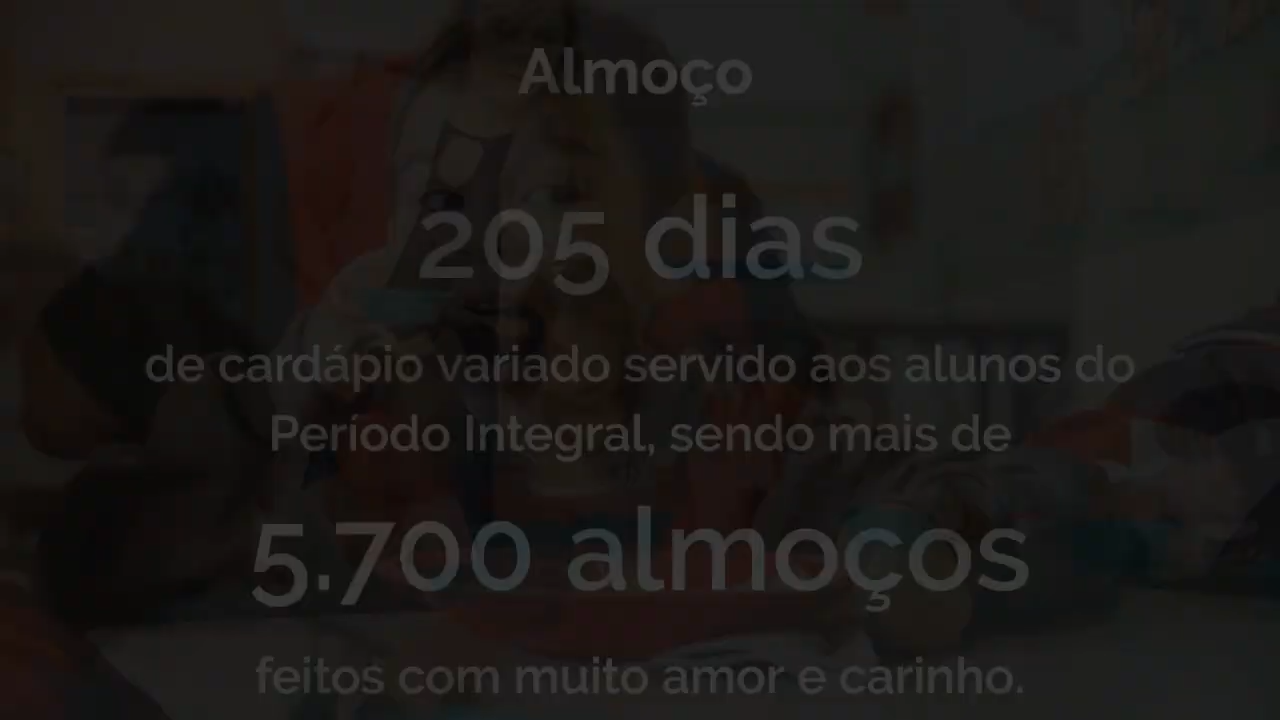 Almoço
205 dias
de cardápio variado servido aos alunos do
Período Integral, sendo mais de
5.700 almoços
feitos com muito amor e carinho.